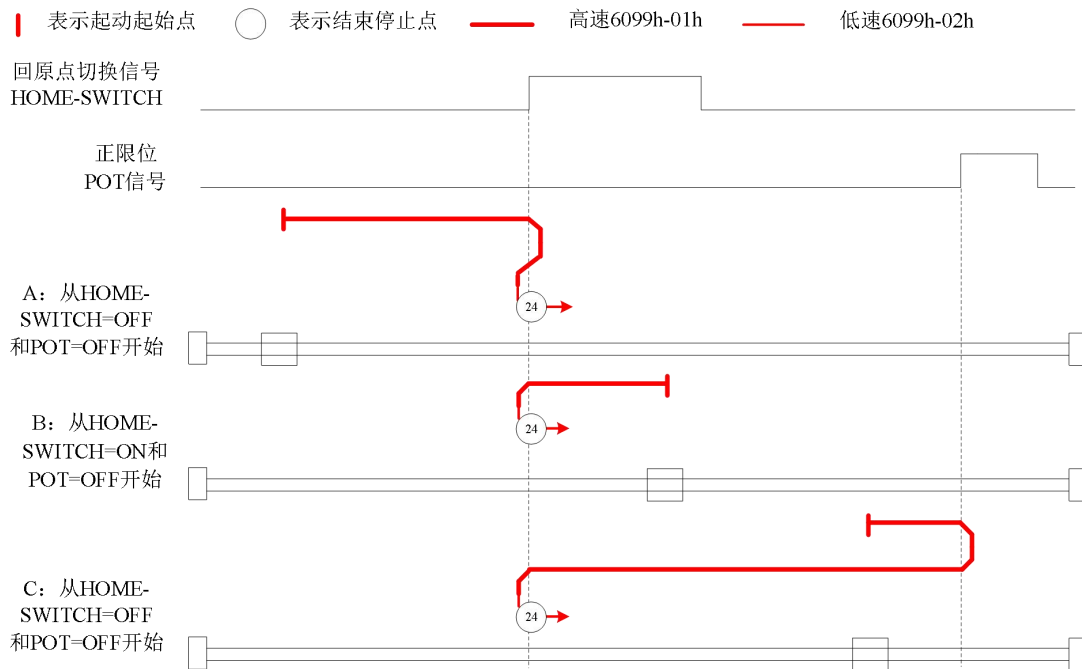 表示起动起始点 表示结束停止点 高速6099h-01h 低速6099h-02h
回原点切换信号
HOME-SWITCH
正限位
POT信号
24
A：从HOME-
SWITCH=OFF
和POT=OFF开始
24
B：从HOME-
SWITCH=ON和
POT=OFF开始
24
C：从HOME-
SWITCH=OFF
和POT=OFF开始